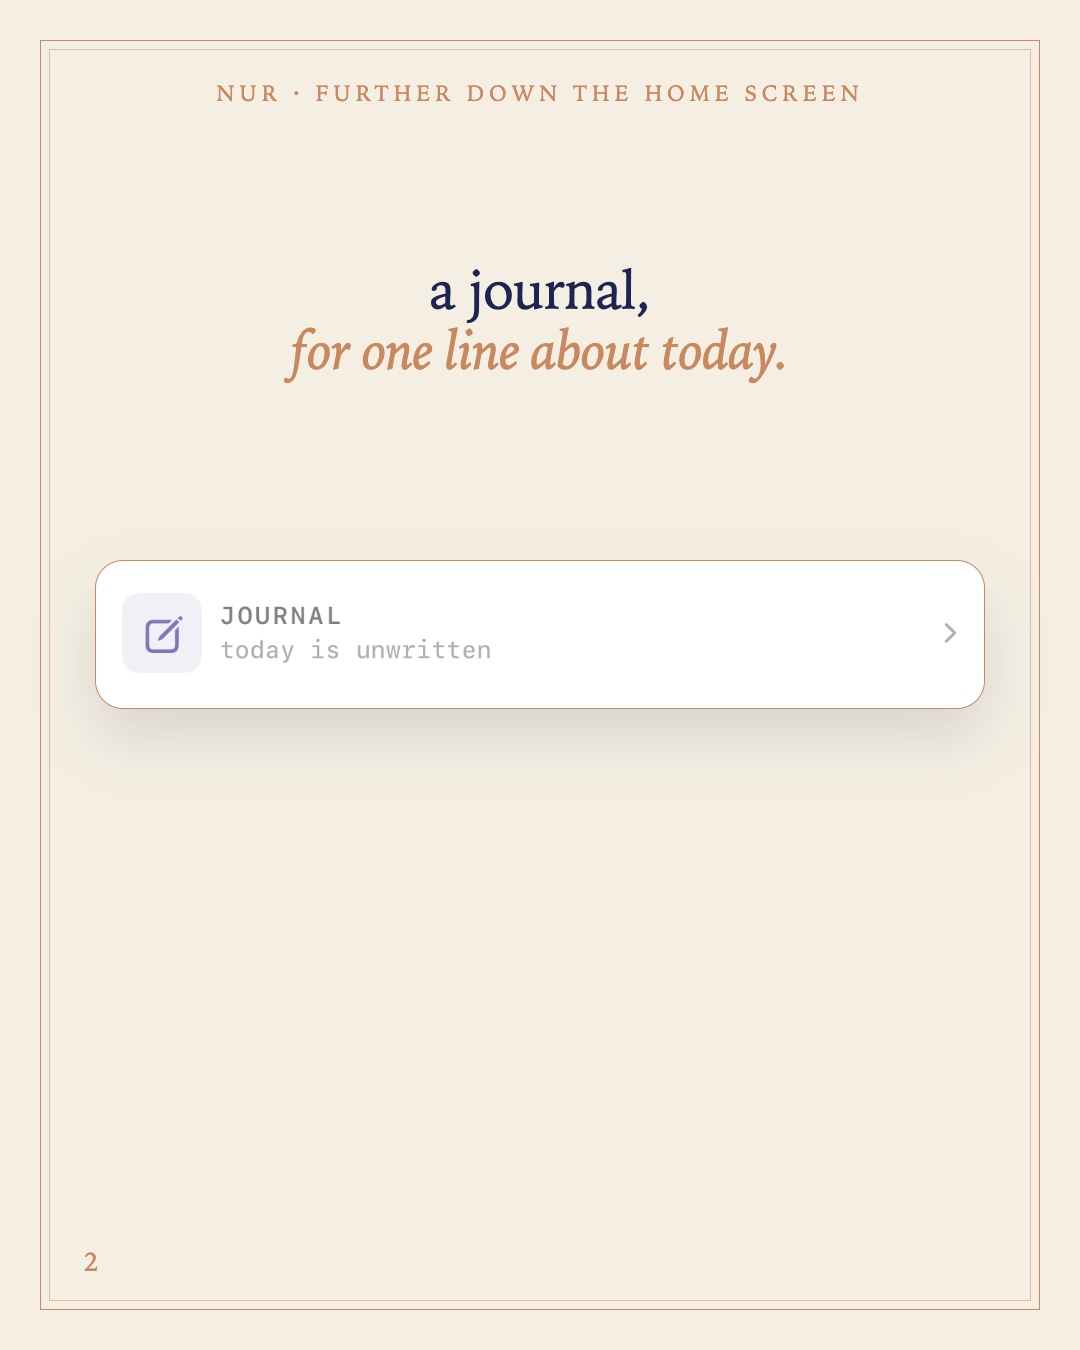 NUR · FURTHER DOWN THE HOME SCREEN
a journal,
for one line about today.
JOURNAL
today is unwritten
2